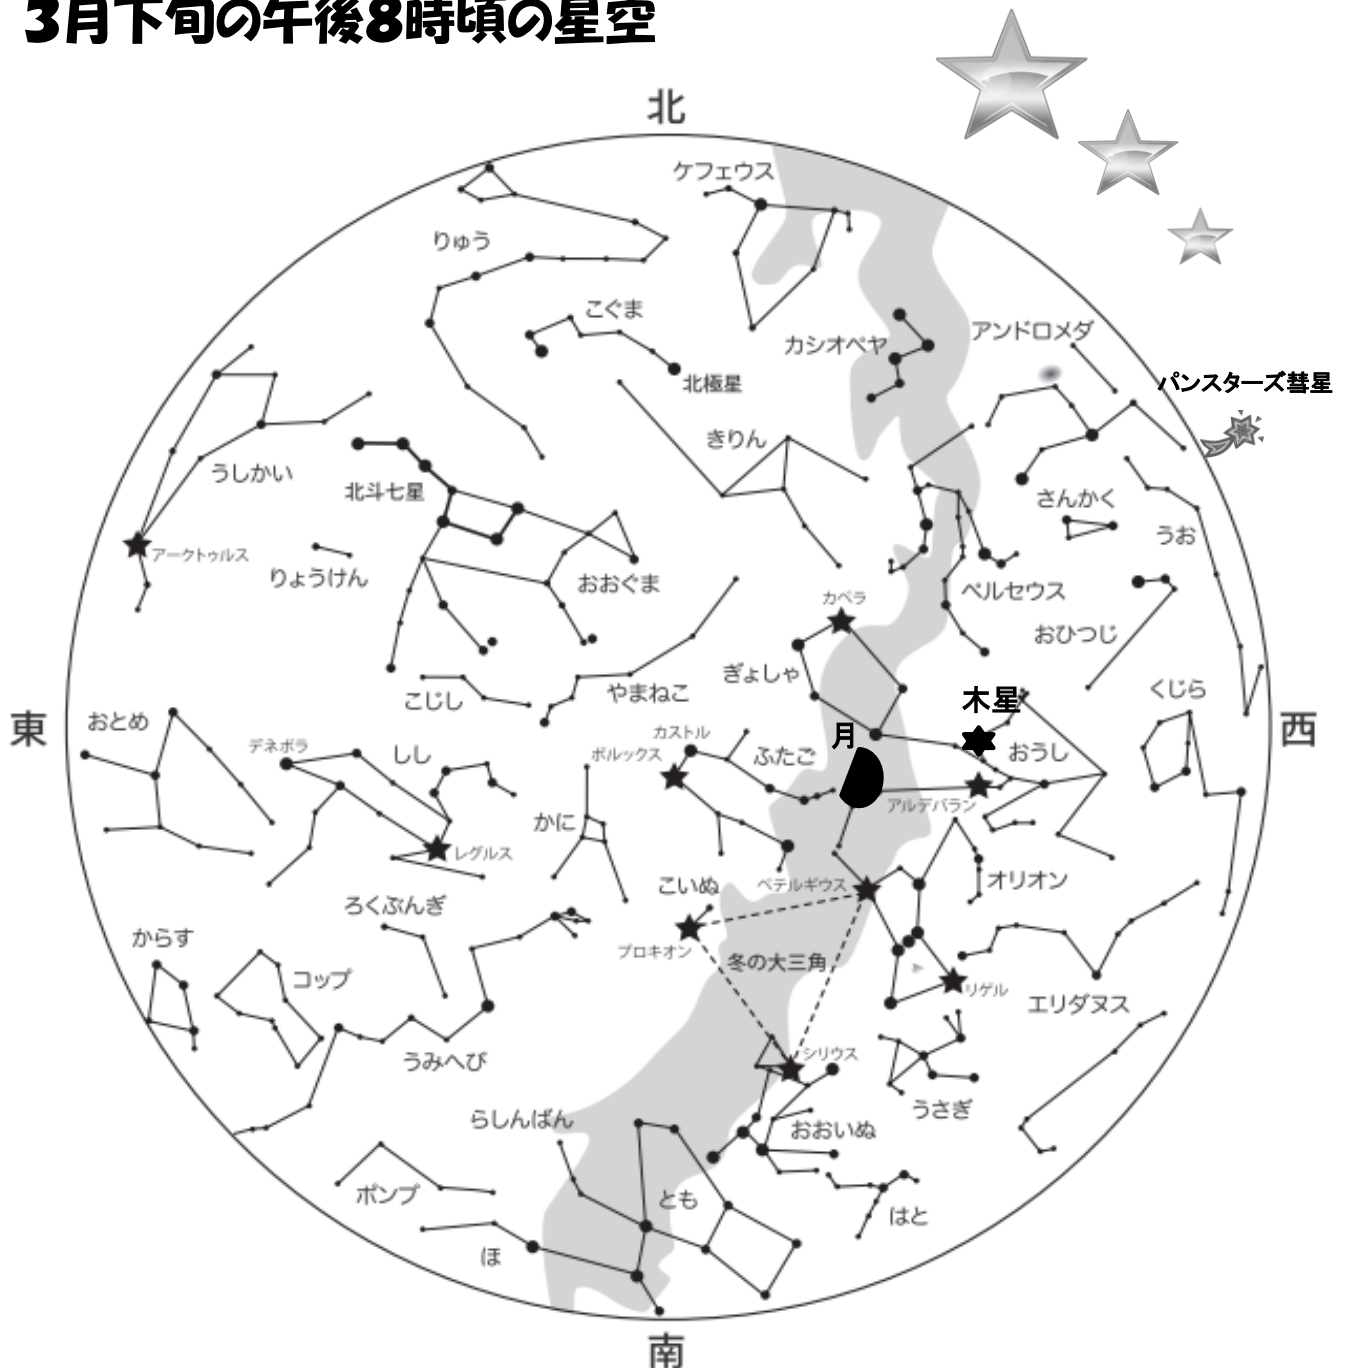 3月下旬の午後8時頃の星空
北
ケフェウス
りゅう
こぐま
カシオペヤ
アンドロメダ
北極星
パンスターズ彗星
きりん
うしかい
北斗七星
さんかく
うお
アークトゥルス
りょうけん
おおぐま
ペルセウス
カペラ
おひつじ
ぎょしゃ
こじし
やまねこ
木星
くじら
東
おとめ
デネボラ
しし
カストル
ポルックス
ふたご
月
おうし
西
アルデバラン
かに
レグルス
こいぬ
ベテルギウス
オリオン
ろくぶんぎ
からす
プロキオン
冬の大三角
コップ
リゲル
エリダヌス
うみへび
シリウス
うさぎ
らしんばん
おおいぬ
ポンプ
とも
はと
ほ
南